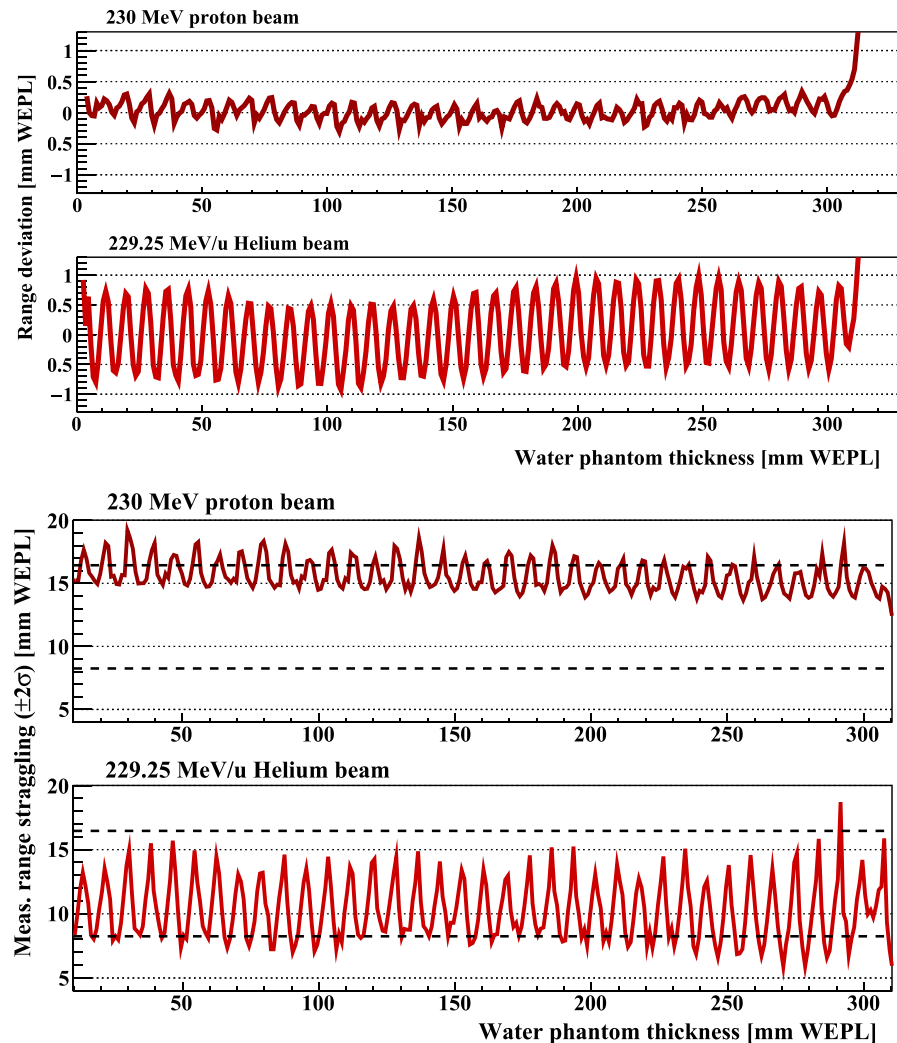 230 MeV proton beam
1
0.5
0
0.5
−1
0 50 100 150 200 250 300
Range deviation [mm WEPL]
229.25 MeV/u Helium beam
1
0.5
0
0.5
−1
0 50 100 150 200 250 300
Water phantom thickness [mm WEPL]
230 MeV proton beam
20
15
10
5
50 100 150 200 250 300
Meas. range straggling (±2σ) [mm WEPL]
229.25 MeV/u Helium beam
20
15
10
5
50 100 150 200 250 300
Water phantom thickness [mm WEPL]